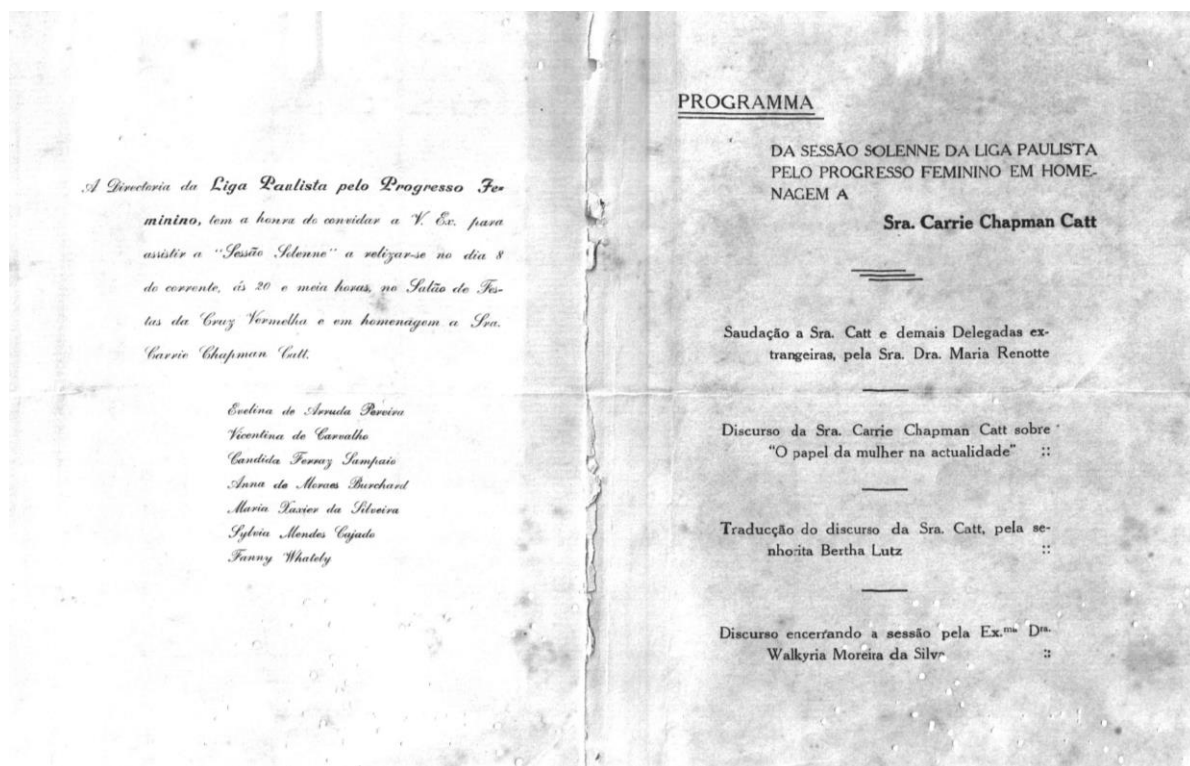 A Directoria da Liga Paulista pelo Progresso Fe-
minino, tem a honra de convidar a V. Ex. para
assistir a "Sessão Solenne" a relizar-se no dia 8
do corrente, ás 20 e meia horas, no Salão de Fes-
tas da Cruz Vermelha e em homenagem a Sra.
Carrie Chapman Catt.
Evelina de Arruda Pereira
Vicentina de Carvalho
Candida Ferraz Sampaio
Anna de Moraes Burchard
Maria Xavier da Silveira
Sylvia Mendes Cajado
Fanny Whately
PROGRAMMA
DA SESSÃO SOLENNE DA LIGA PAULISTA
PELO PROGRESSO FEMININO EM HOME-
NAGEM A
Sra. Carrie Chapman Catt
Saudação a Sra. Catt e demais Delegadas ex-
trangeiras, pela Sra. Dra. Maria Renotte
Discurso da Sra. Carrie Chapman Catt sobre
"O papel da mulher na actualidade" ::
Traducção do discurso da Sra. Catt, pela se-
nhorita Bertha Lutz ::
Discurso encerrando a sessão pela Ex.ma Dra.
Walkyria Moreira da Silva ::